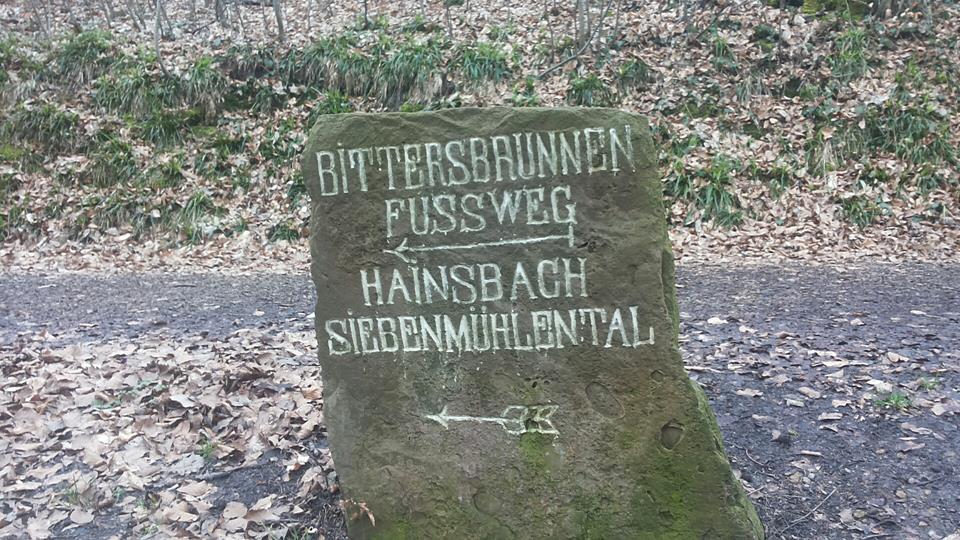 BITTERSBRUNNEN
FUSSWEG
HAINSBACH
SIEBENMÜHLENTAL